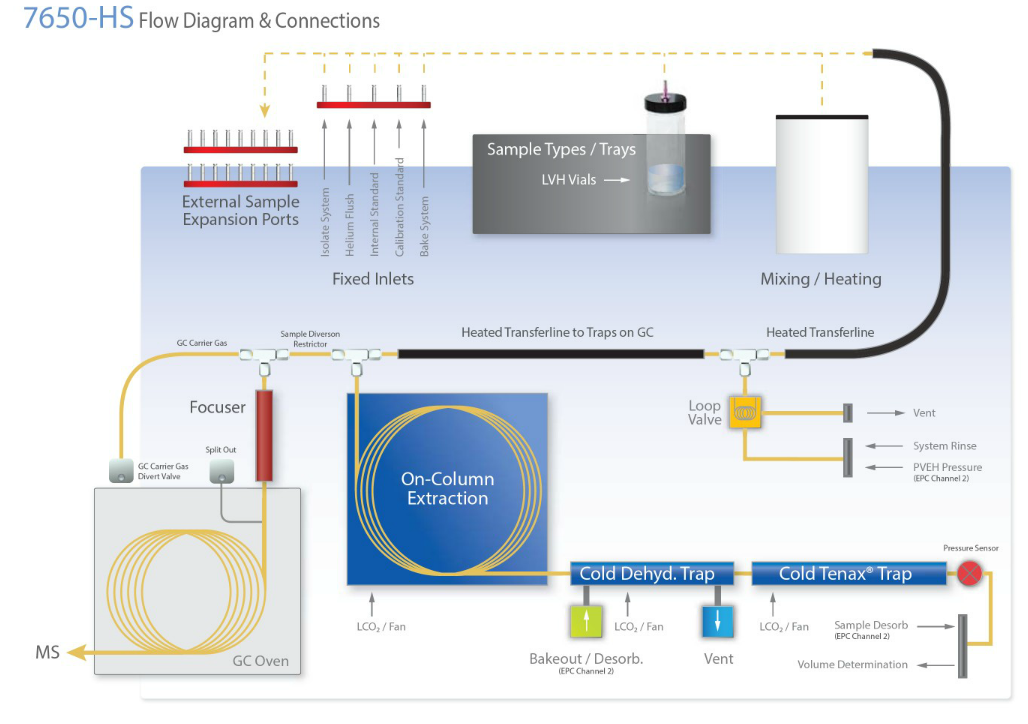 7650-HS Flow Diagram & Connections
Sample Types / Trays
LVH Vials
External Sample
Expansion Ports
Isolate System
Helium Flush
Internal Standard
Calibration Standard
Bake System
Fixed Inlets
Mixing / Heating
GC Carrier Gas
Sample Diverson
Restrictor
Heated Transferline to Traps on GC
Heated Transferline
Focuser
Loop
Valve
Vent
System Rinse
PVEH Pressure
(EPC Channel 2)
Split Out
GC Carrier Gas
Divert Valve
On-Column
Extraction
Pressure Sensor
Cold Dehyd. Trap
Cold Tenax® Trap
LCO₂ / Fan
LCO₂ / Fan
LCO₂ / Fan
Sample Desorb
(EPC Channel 2)
Bakeout / Desorb.
(EPC Channel 2)
Vent
Volume Determination
MS
GC Oven